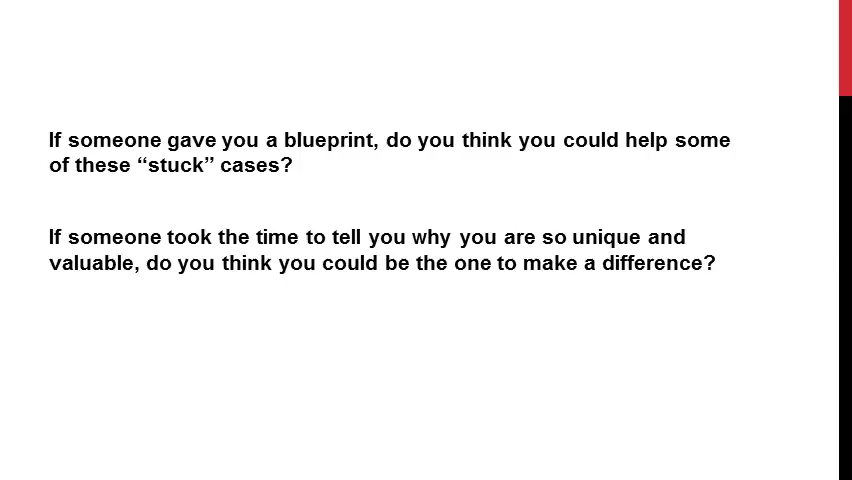 If someone gave you a blueprint, do you think you could help some
of these “stuck” cases?
If someone took the time to tell you why you are so unique and
valuable, do you think you could be the one to make a difference?